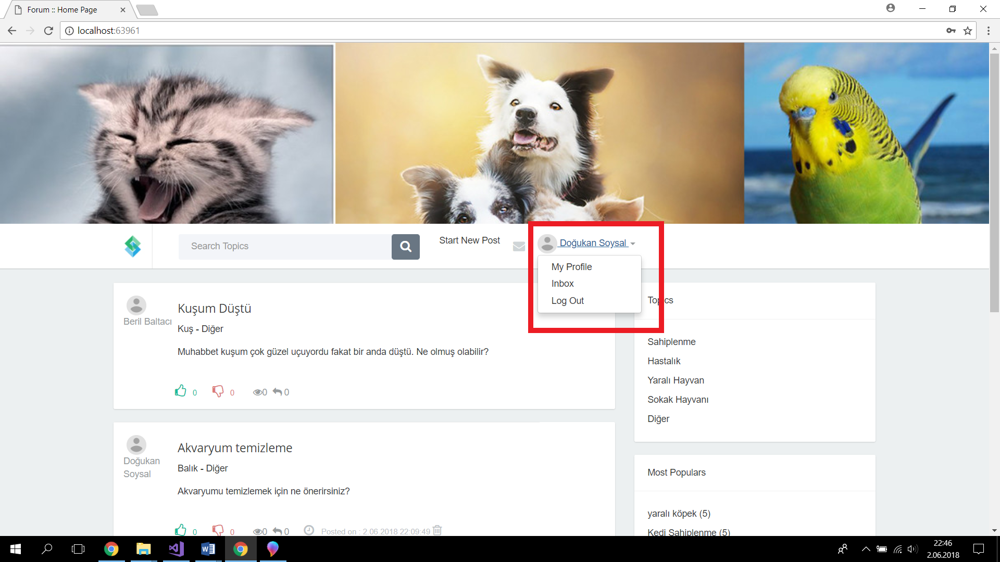 Forum :: Home Page
localhost:63961
Search Topics
Start New Post
Doğukan Soysal
My Profile
Inbox
Log Out
Beril Baltacı
Kuşum Düştü
Kuş - Diğer
Muhabbet kuşum çok güzel uçuyordu fakat bir anda düştü. Ne olmuş olabilir?
0 0 0 0
Doğukan
Soysal
Akvaryum temizleme
Balık - Diğer
Akvaryumu temizlemek için ne önerirsiniz?
0 0 0 0 Posted on : 2.06.2018 22:09:49
Topics
Sahiplenme
Hastalık
Yaralı Hayvan
Sokak Hayvanı
Diğer
Most Populars
yaralı köpek (5)
Kedi Sahiplenme (5)
22:46
2.06.2018